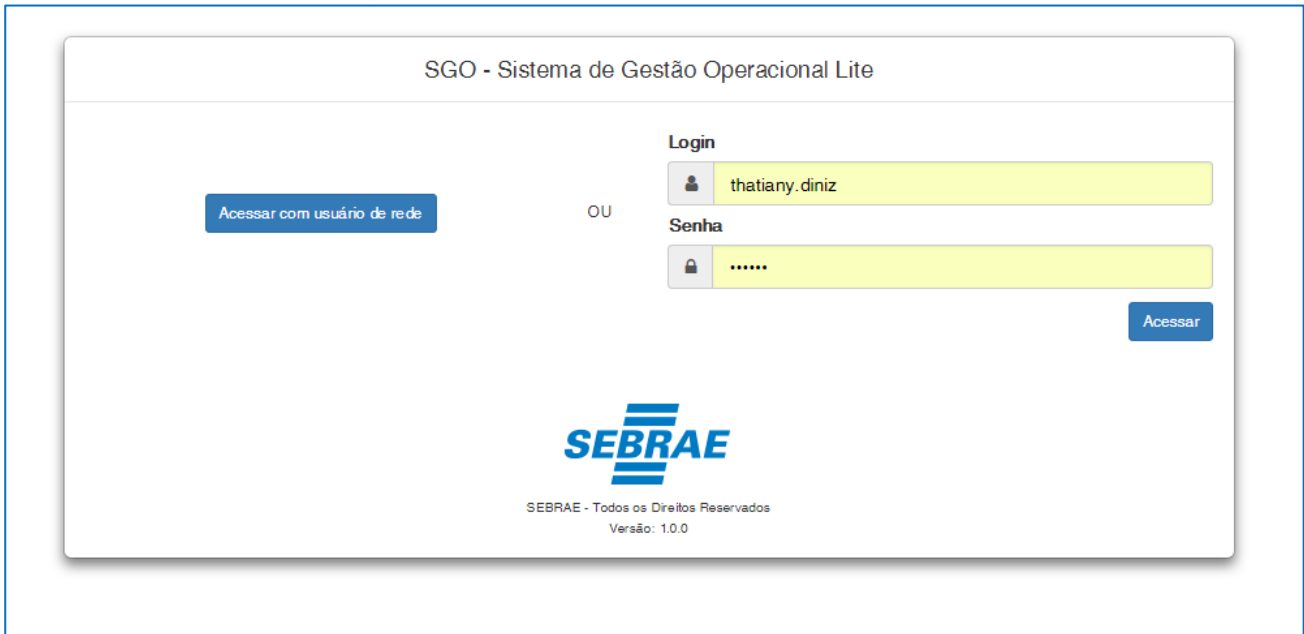 SGO - Sistema de Gestão Operacional Lite
Acessar com usuário de rede
OU
Login
thatiany.diniz
Senha
••••••
Acessar
SEBRAE
SEBRAE - Todos os Direitos Reservados
Versão: 1.0.0